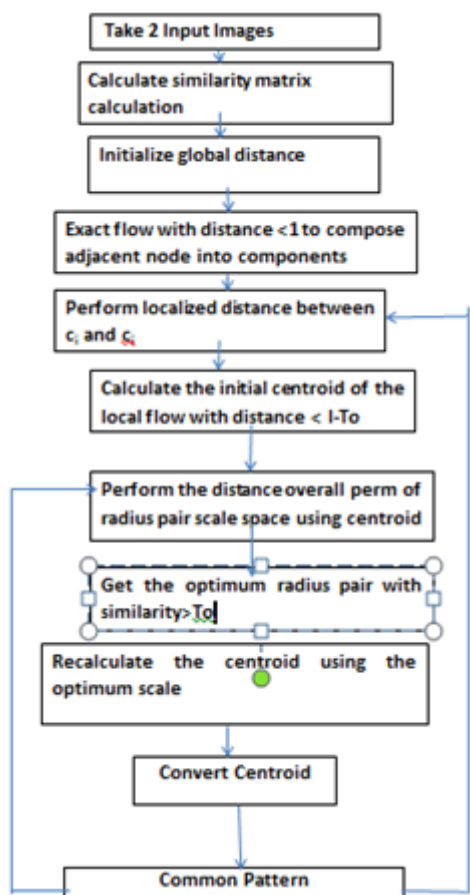 Take 2 Input Images
Calculate similarity matrix
calculation
Initialize global distance
Exact flow with distance <1 to compose
adjacent node into components
Perform localized distance between
cᵢ and cᵢ
Calculate the initial centroid of the
local flow with distance < I-To
Perform the distance overall perm of
radius pair scale space using centroid
Get the optimum radius pair with
similarity>To
Recalculate the centroid using the
optimum scale
Convert Centroid
Common Pattern